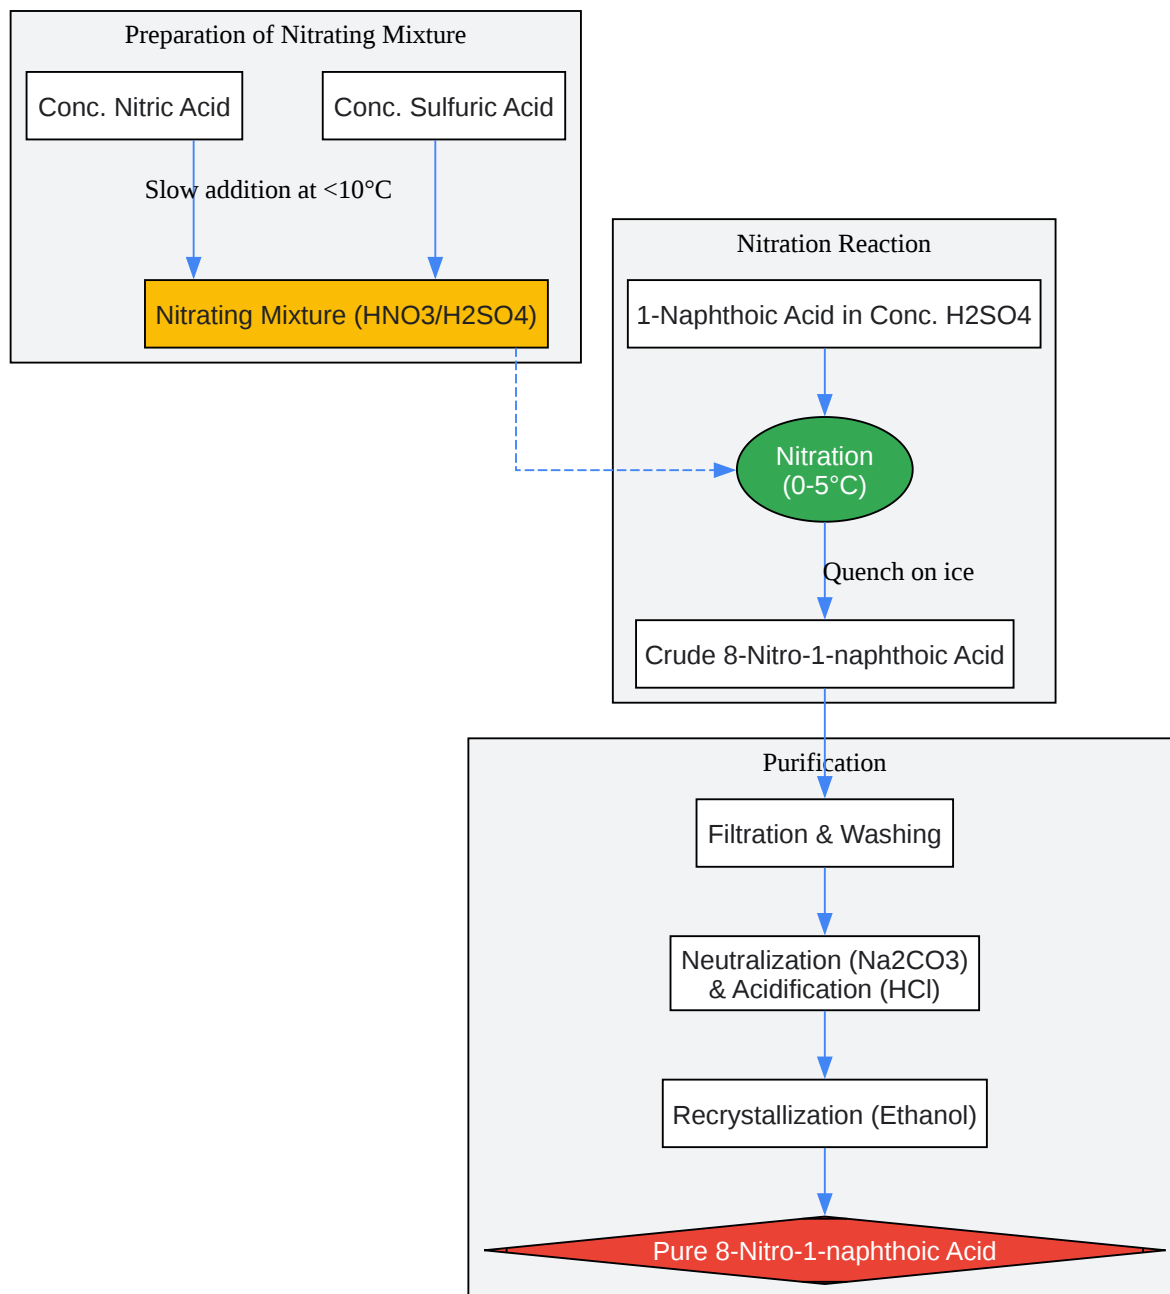 Preparation of Nitrating Mixture
Conc. Nitric Acid
Conc. Sulfuric Acid
Slow addition at <10°C
Nitrating Mixture (HNO3/H2SO4)
Nitration Reaction
1-Naphthoic Acid in Conc. H2SO4
Nitration
(0-5°C)
Quench on ice
Crude 8-Nitro-1-naphthoic Acid
Purification
Filtration & Washing
Neutralization (Na2CO3)
& Acidification (HCl)
Recrystallization (Ethanol)
Pure 8-Nitro-1-naphthoic Acid